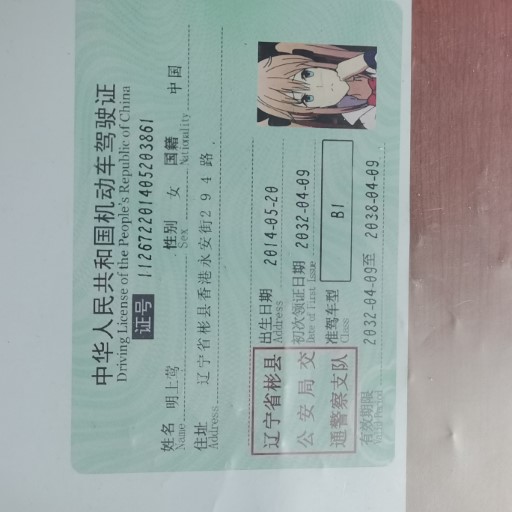 中华人民共和国机动车驾驶证
Driving License of the People's Republic of China
证号 112672201405203861
姓名 明上莺 性别 女 国籍 中国
Name Sex Nationality
住址 辽宁省彬县香港永安街294路
Address
出生日期 2014-05-20
Address
初次领证日期 2032-04-09
Date of First Issue
准驾车型 B1
Class
辽宁省彬县
公安局交
通警察支队
有效期限 2032-04-09至 2038-04-09
Valid Period